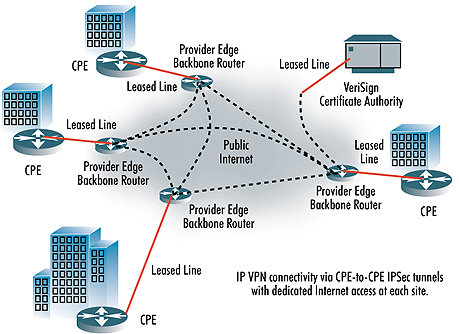 CPE
Provider Edge
Backbone Router
Leased Line
Leased Line
VeriSign
Certificate Authority
Leased Line
CPE
Provider Edge
Backbone Router
Public
Internet
Leased
Line
CPE
Provider Edge
Backbone Router
Provider Edge
Backbone Router
Leased Line
CPE
IP VPN connectivity via CPE-to-CPE IPSec tunnels
with dedicated Internet access at each site.